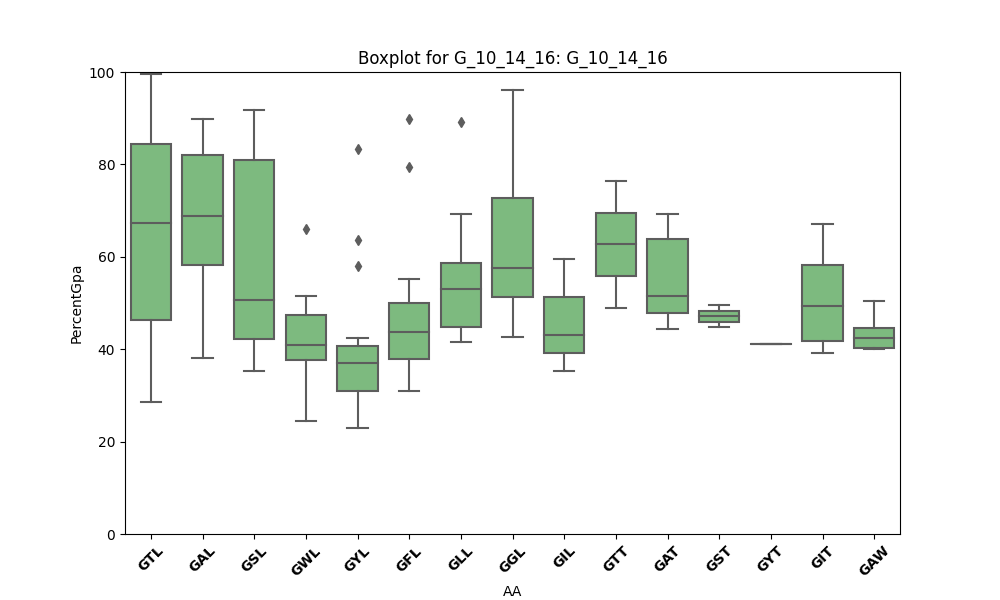 Boxplot for G_10_14_16: G_10_14_16
100
80
60
40
20
0
PercentGpa
GTL GAL GSL GWL GYL GFL GLL GGL GIL GTT GAT GST GYT GIT GAW
AA